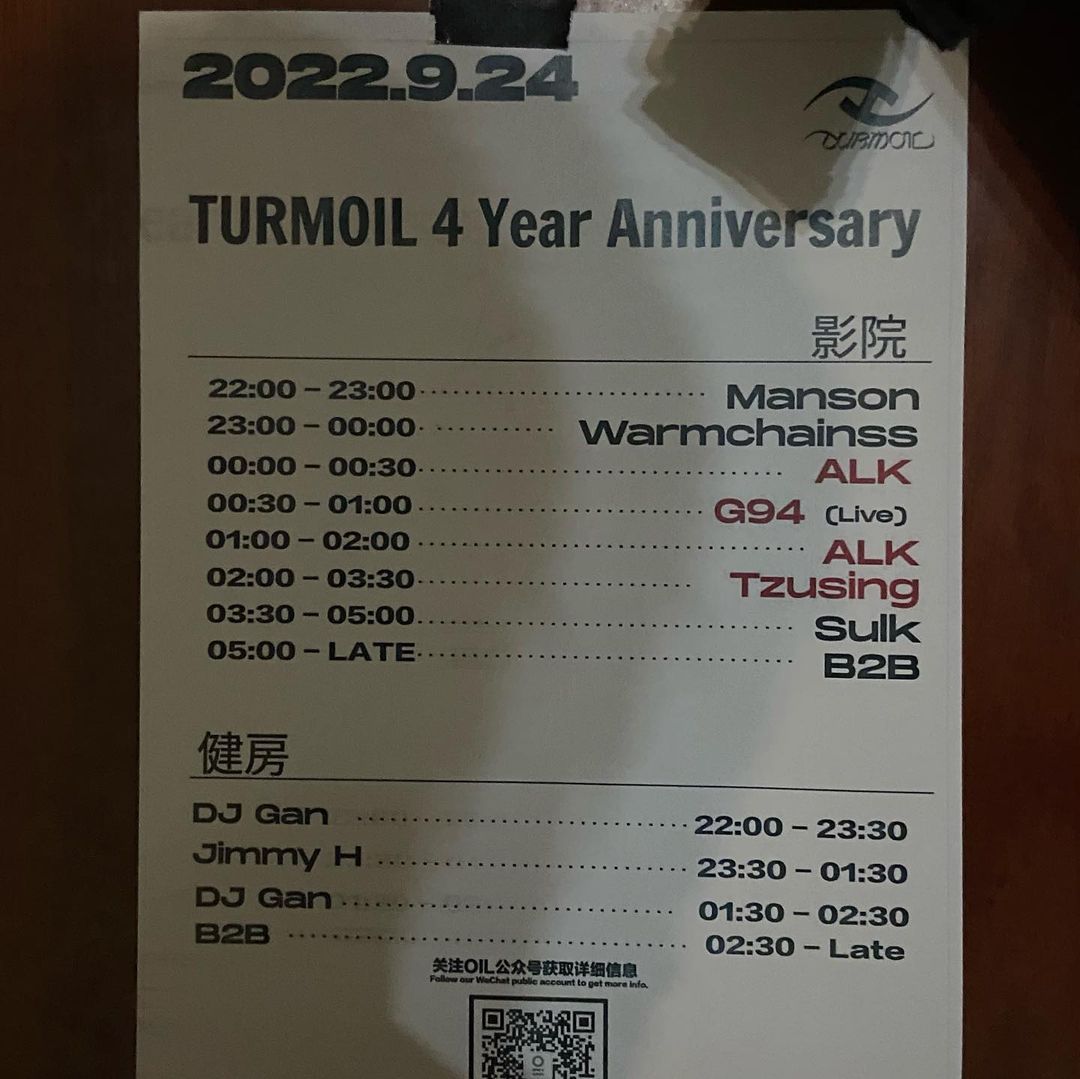 2022.9.24
TURMOIL
TURMOIL 4 Year Anniversary
影院
22:00 – 23:00 Manson
23:00 – 00:00 Warmchainss
00:00 – 00:30 ALK
00:30 – 01:00 G94 (Live)
01:00 – 02:00 ALK
02:00 – 03:30 Tzusing
03:30 – 05:00 Sulk
05:00 – LATE B2B
健房
DJ Gan 22:00 – 23:30
Jimmy H 23:30 – 01:30
DJ Gan 01:30 – 02:30
B2B 02:30 – Late
关注OIL公众号获取详细信息
Follow our WeChat public account to get more info.